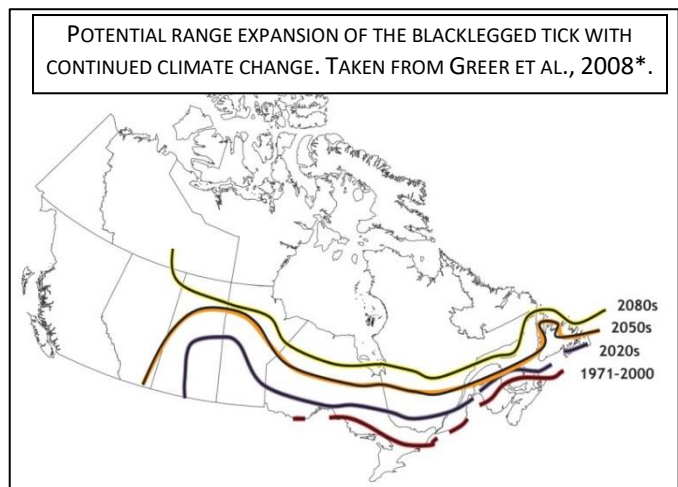 POTENTIAL RANGE EXPANSION OF THE BLACKLEGGED TICK WITH
CONTINUED CLIMATE CHANGE. TAKEN FROM GREER ET AL., 2008*.
2080s
2050s
2020s
1971-2000